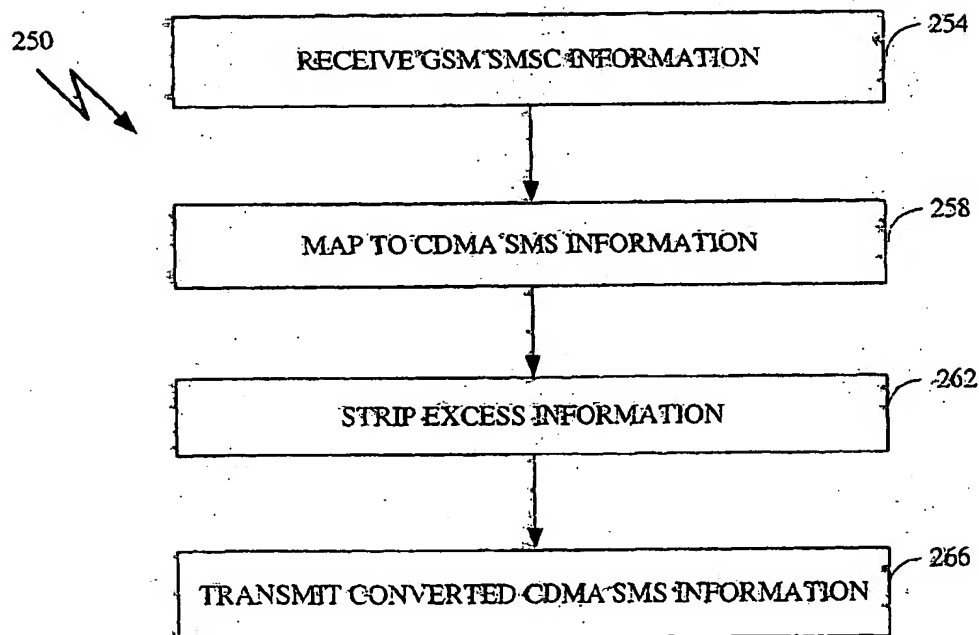 250
RECEIVE GSM SMSC INFORMATION
254
MAP TO CDMA SMS INFORMATION
258
STRIP EXCESS INFORMATION
262
TRANSMIT CONVERTED CDMA SMS INFORMATION
266